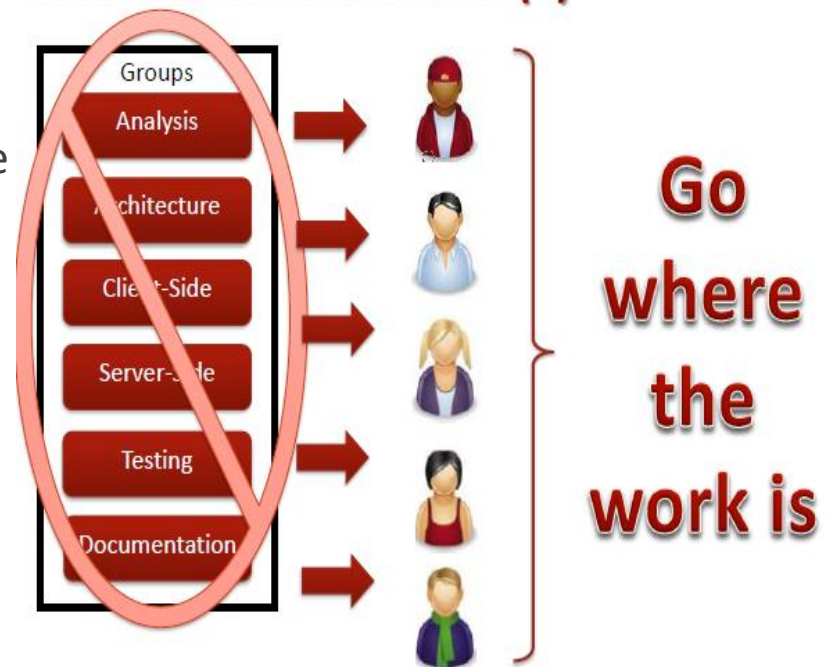 Groups
Analysis
Architecture
Client-Side
Server-Side
Testing
Documentation
e
Go
where
the
work is